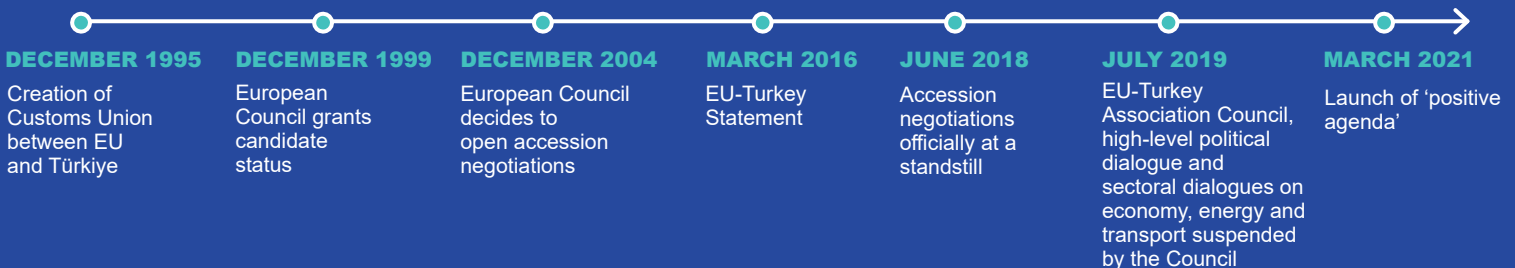 DECEMBER 1995
Creation of
Customs Union
between EU
and Türkiye
DECEMBER 1999
European
Council grants
candidate
status
DECEMBER 2004
European Council
decides to
open accession
negotiations
MARCH 2016
EU-Turkey
Statement
JUNE 2018
Accession
negotiations
officially at a
standstill
JULY 2019
EU-Turkey
Association Council,
high-level political
dialogue and
sectoral dialogues on
economy, energy and
transport suspended
by the Council
MARCH 2021
Launch of ‘positive
agenda’